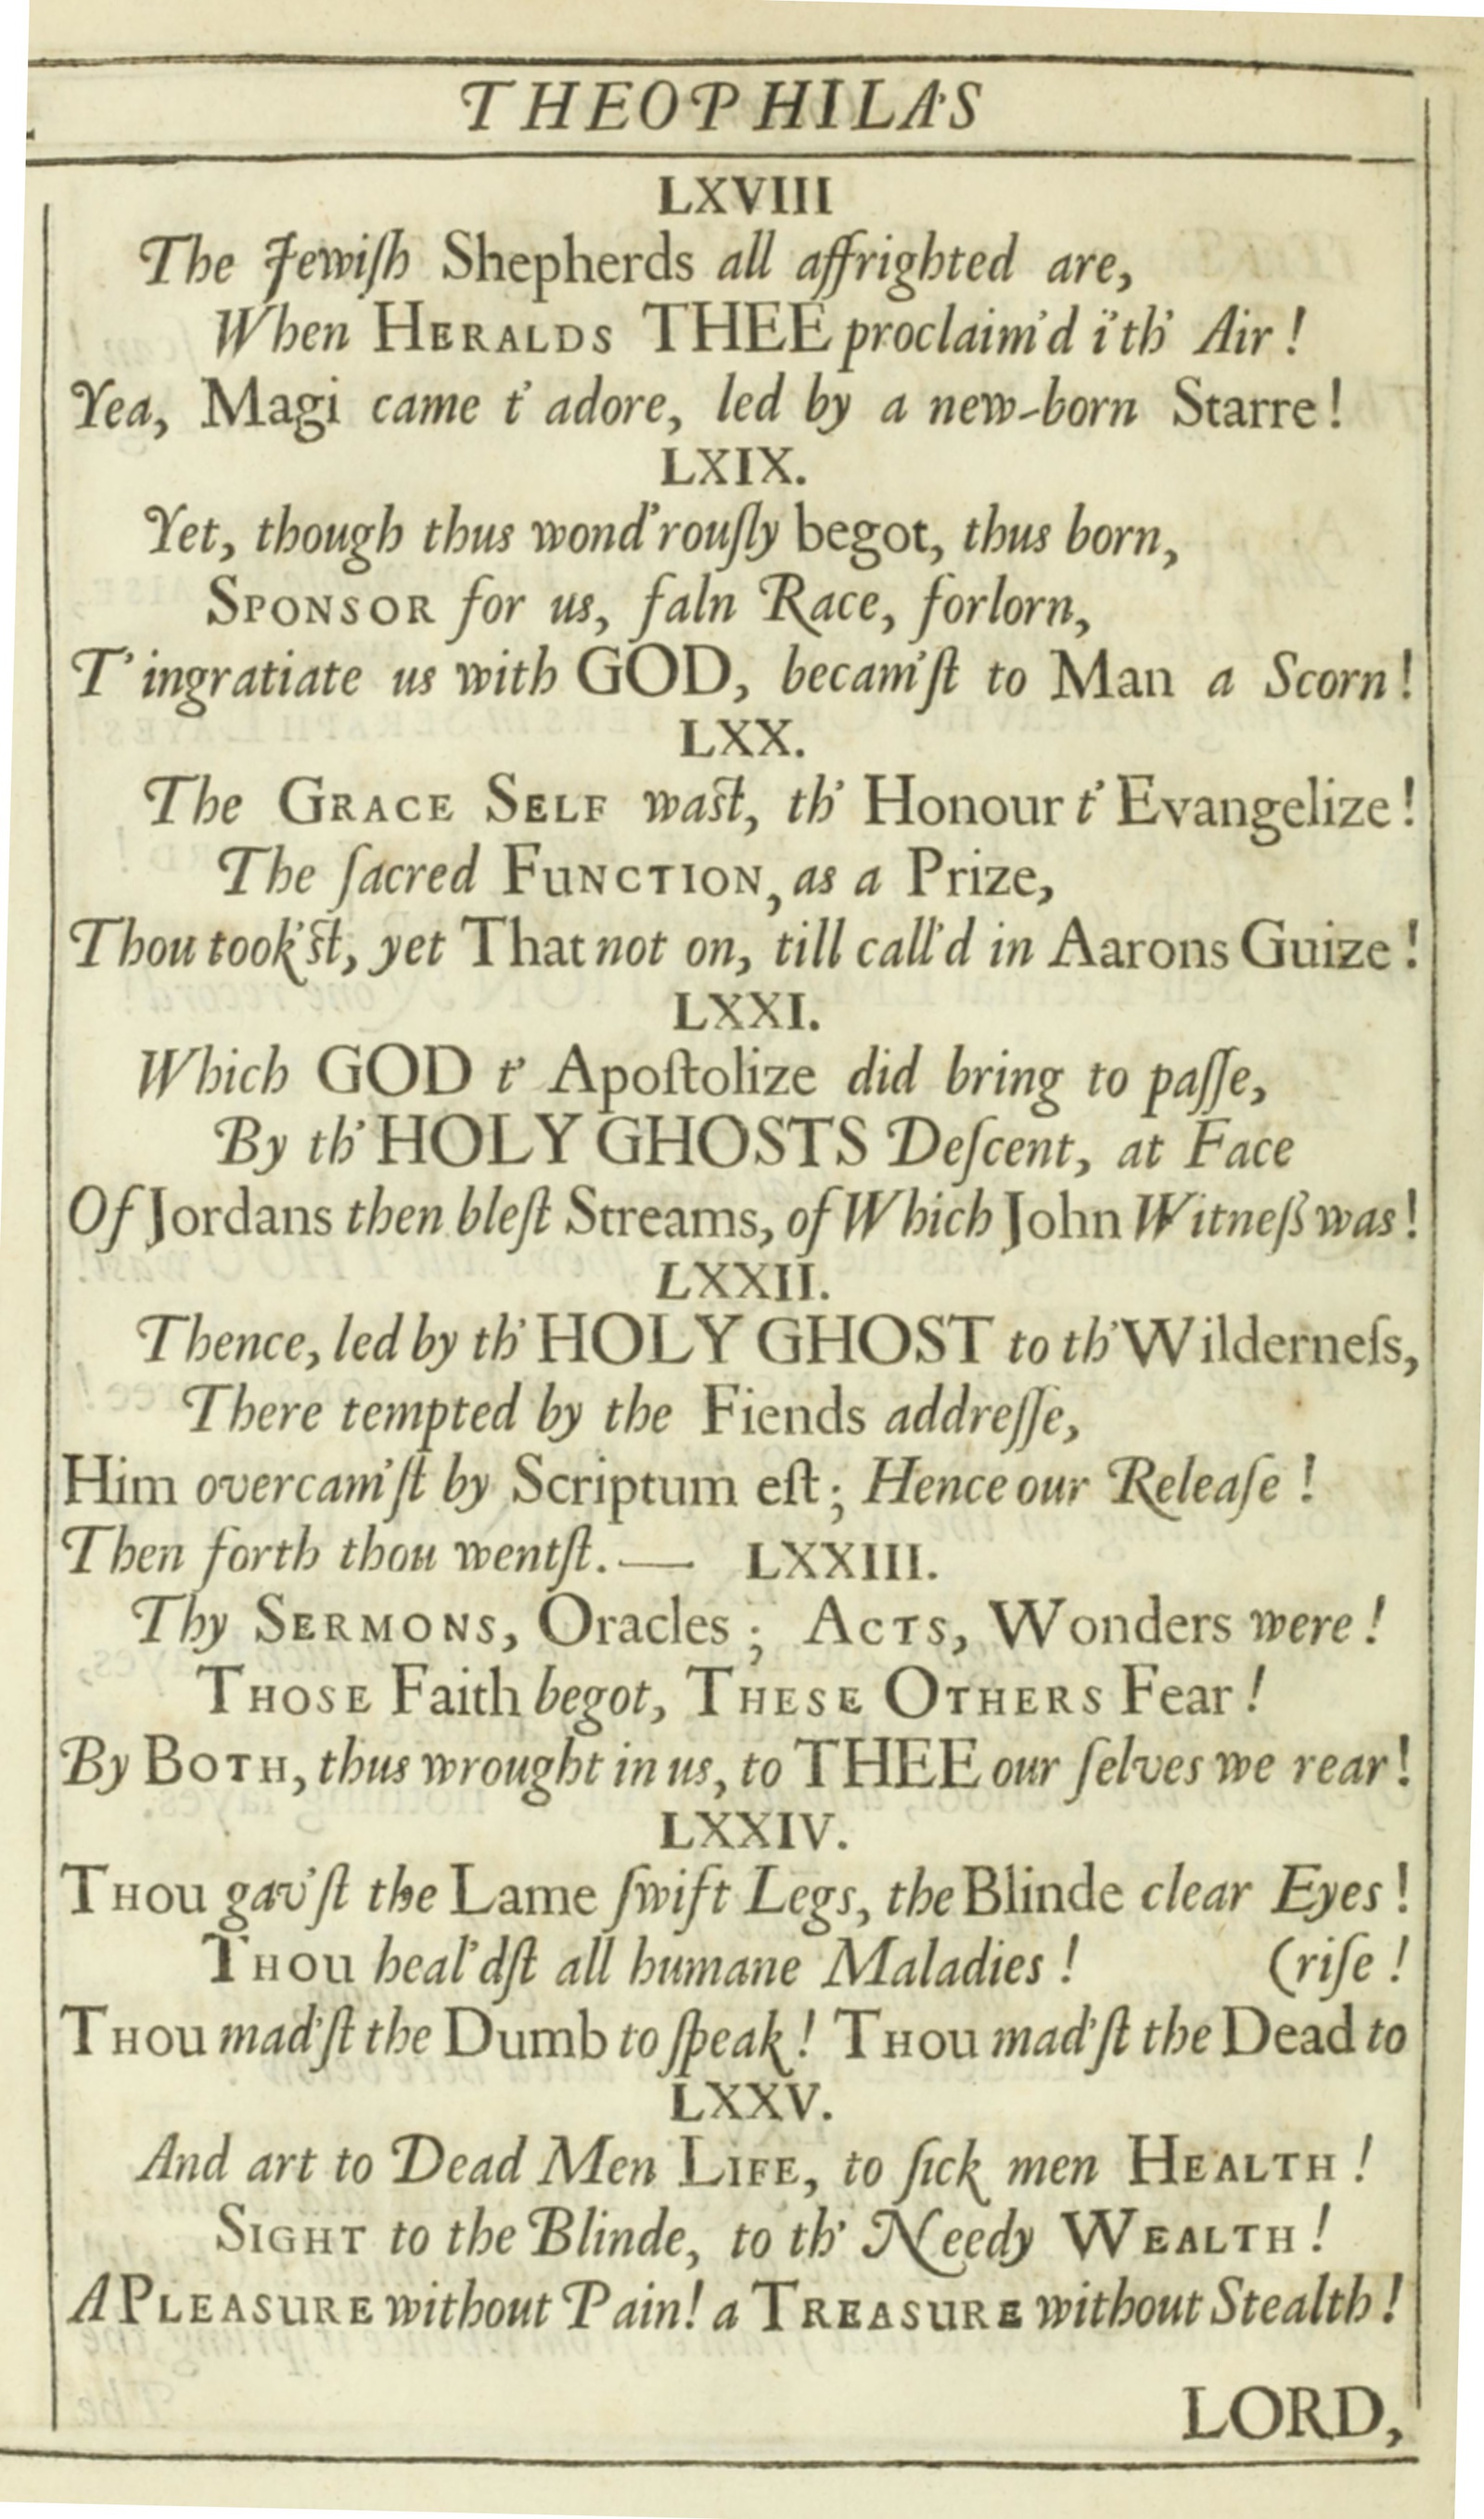 THEOPHILA'S
LXVIII
The Jewiſh Shepherds all affrighted are,
When HERALDS THEE proclaim'd i'th' Air !
Yea, Magi came t' adore, led by a new-born Starre !
LXIX.
Yet, though thus wond'rouſly begot, thus born,
SPONSOR for us, faln Race, forlorn,
T'ingratiate us with GOD, becam'ſt to Man a Scorn !
LXX.
The GRACE SELF wast, th' Honour t' Evangelize !
The ſacred FUNCTION, as a Prize,
Thou took'st, yet That not on, till call'd in Aarons Guize !
LXXI.
Which GOD t' Apoſtolize did bring to paſſe,
By th' HOLY GHOSTS Deſcent, at Face
Of Jordans then bleſt Streams, of Which John Witneß was !
LXXII.
Thence, led by th' HOLY GHOST to th' Wilderneſs,
There tempted by the Fiends addreſſe,
Him overcam'ſt by Scriptum eſt ; Hence our Releaſe !
Then forth thou wentſt. — LXXIII.
Thy SERMONS, Oracles ; ACTS, Wonders were !
THOSE Faith begot, THESE OTHERS Fear !
By BOTH, thus wrought in us, to THEE our ſelves we rear !
LXXIV.
THOU gav'ſt the Lame ſwift Legs, the Blinde clear Eyes !
THOU heal'dſt all humane Maladies ! (riſe !
THOU mad'ſt the Dumb to ſpeak ! THOU mad'ſt the Dead to
LXXV.
And art to Dead Men LIFE, to ſick men HEALTH !
SIGHT to the Blinde, to th' Needy WEALTH !
A PLEASURE without Pain ! a TREASURE without Stealth !
LORD,